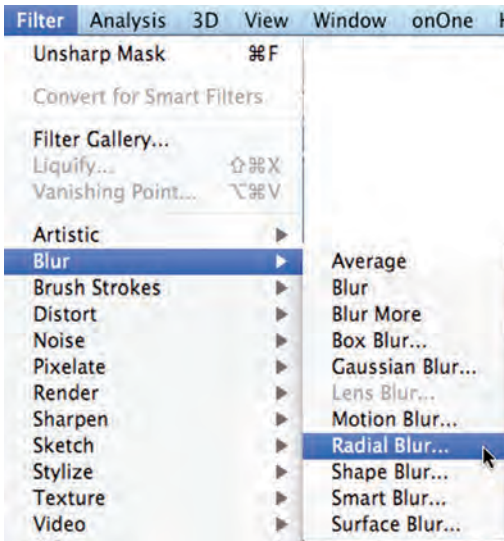 Filter Analysis 3D View Window onOne
Unsharp Mask ⌘F
Convert for Smart Filters
Filter Gallery...
Liquify... ⇧⌘X
Vanishing Point... ⌥⌘V
Artistic
Blur
Brush Strokes
Distort
Noise
Pixelate
Render
Sharpen
Sketch
Stylize
Texture
Video
Average
Blur
Blur More
Box Blur...
Gaussian Blur...
Lens Blur...
Motion Blur...
Radial Blur...
Shape Blur...
Smart Blur...
Surface Blur...